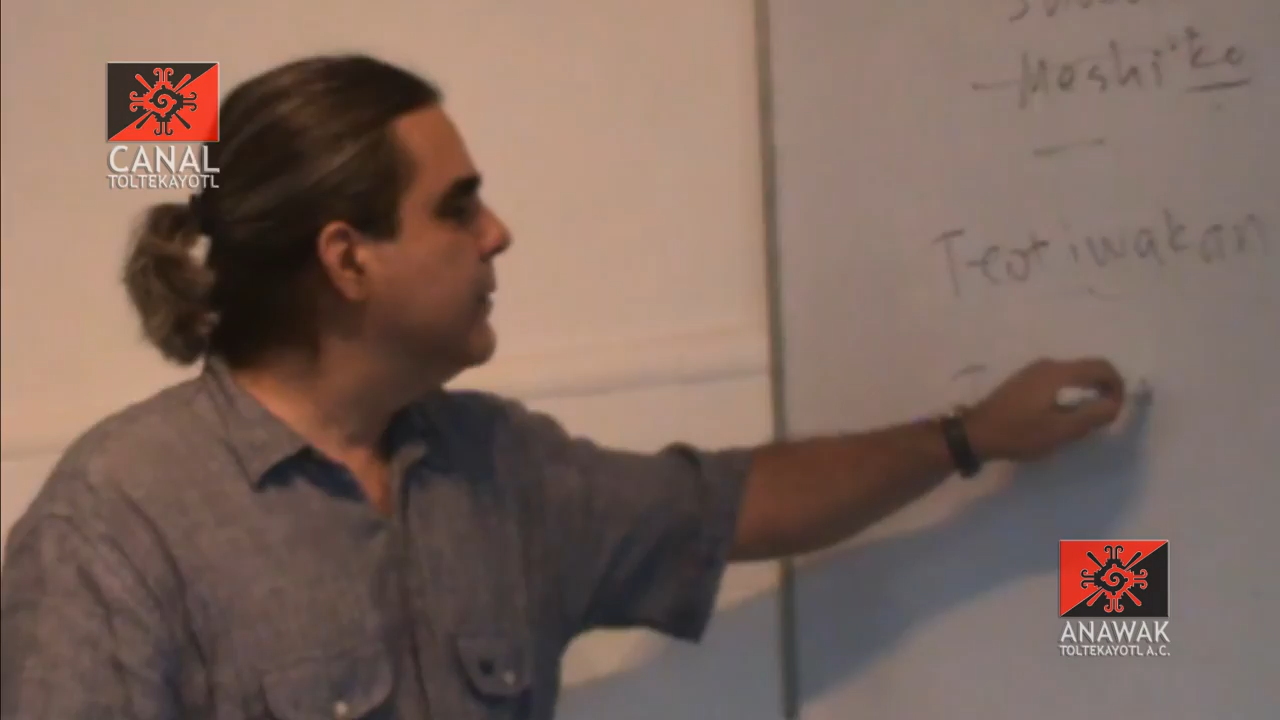 Moshi'ko
Teotiwakan
CANAL
TOLTEKAYOTL
ANAWAK
TOLTEKAYOTL A.C.